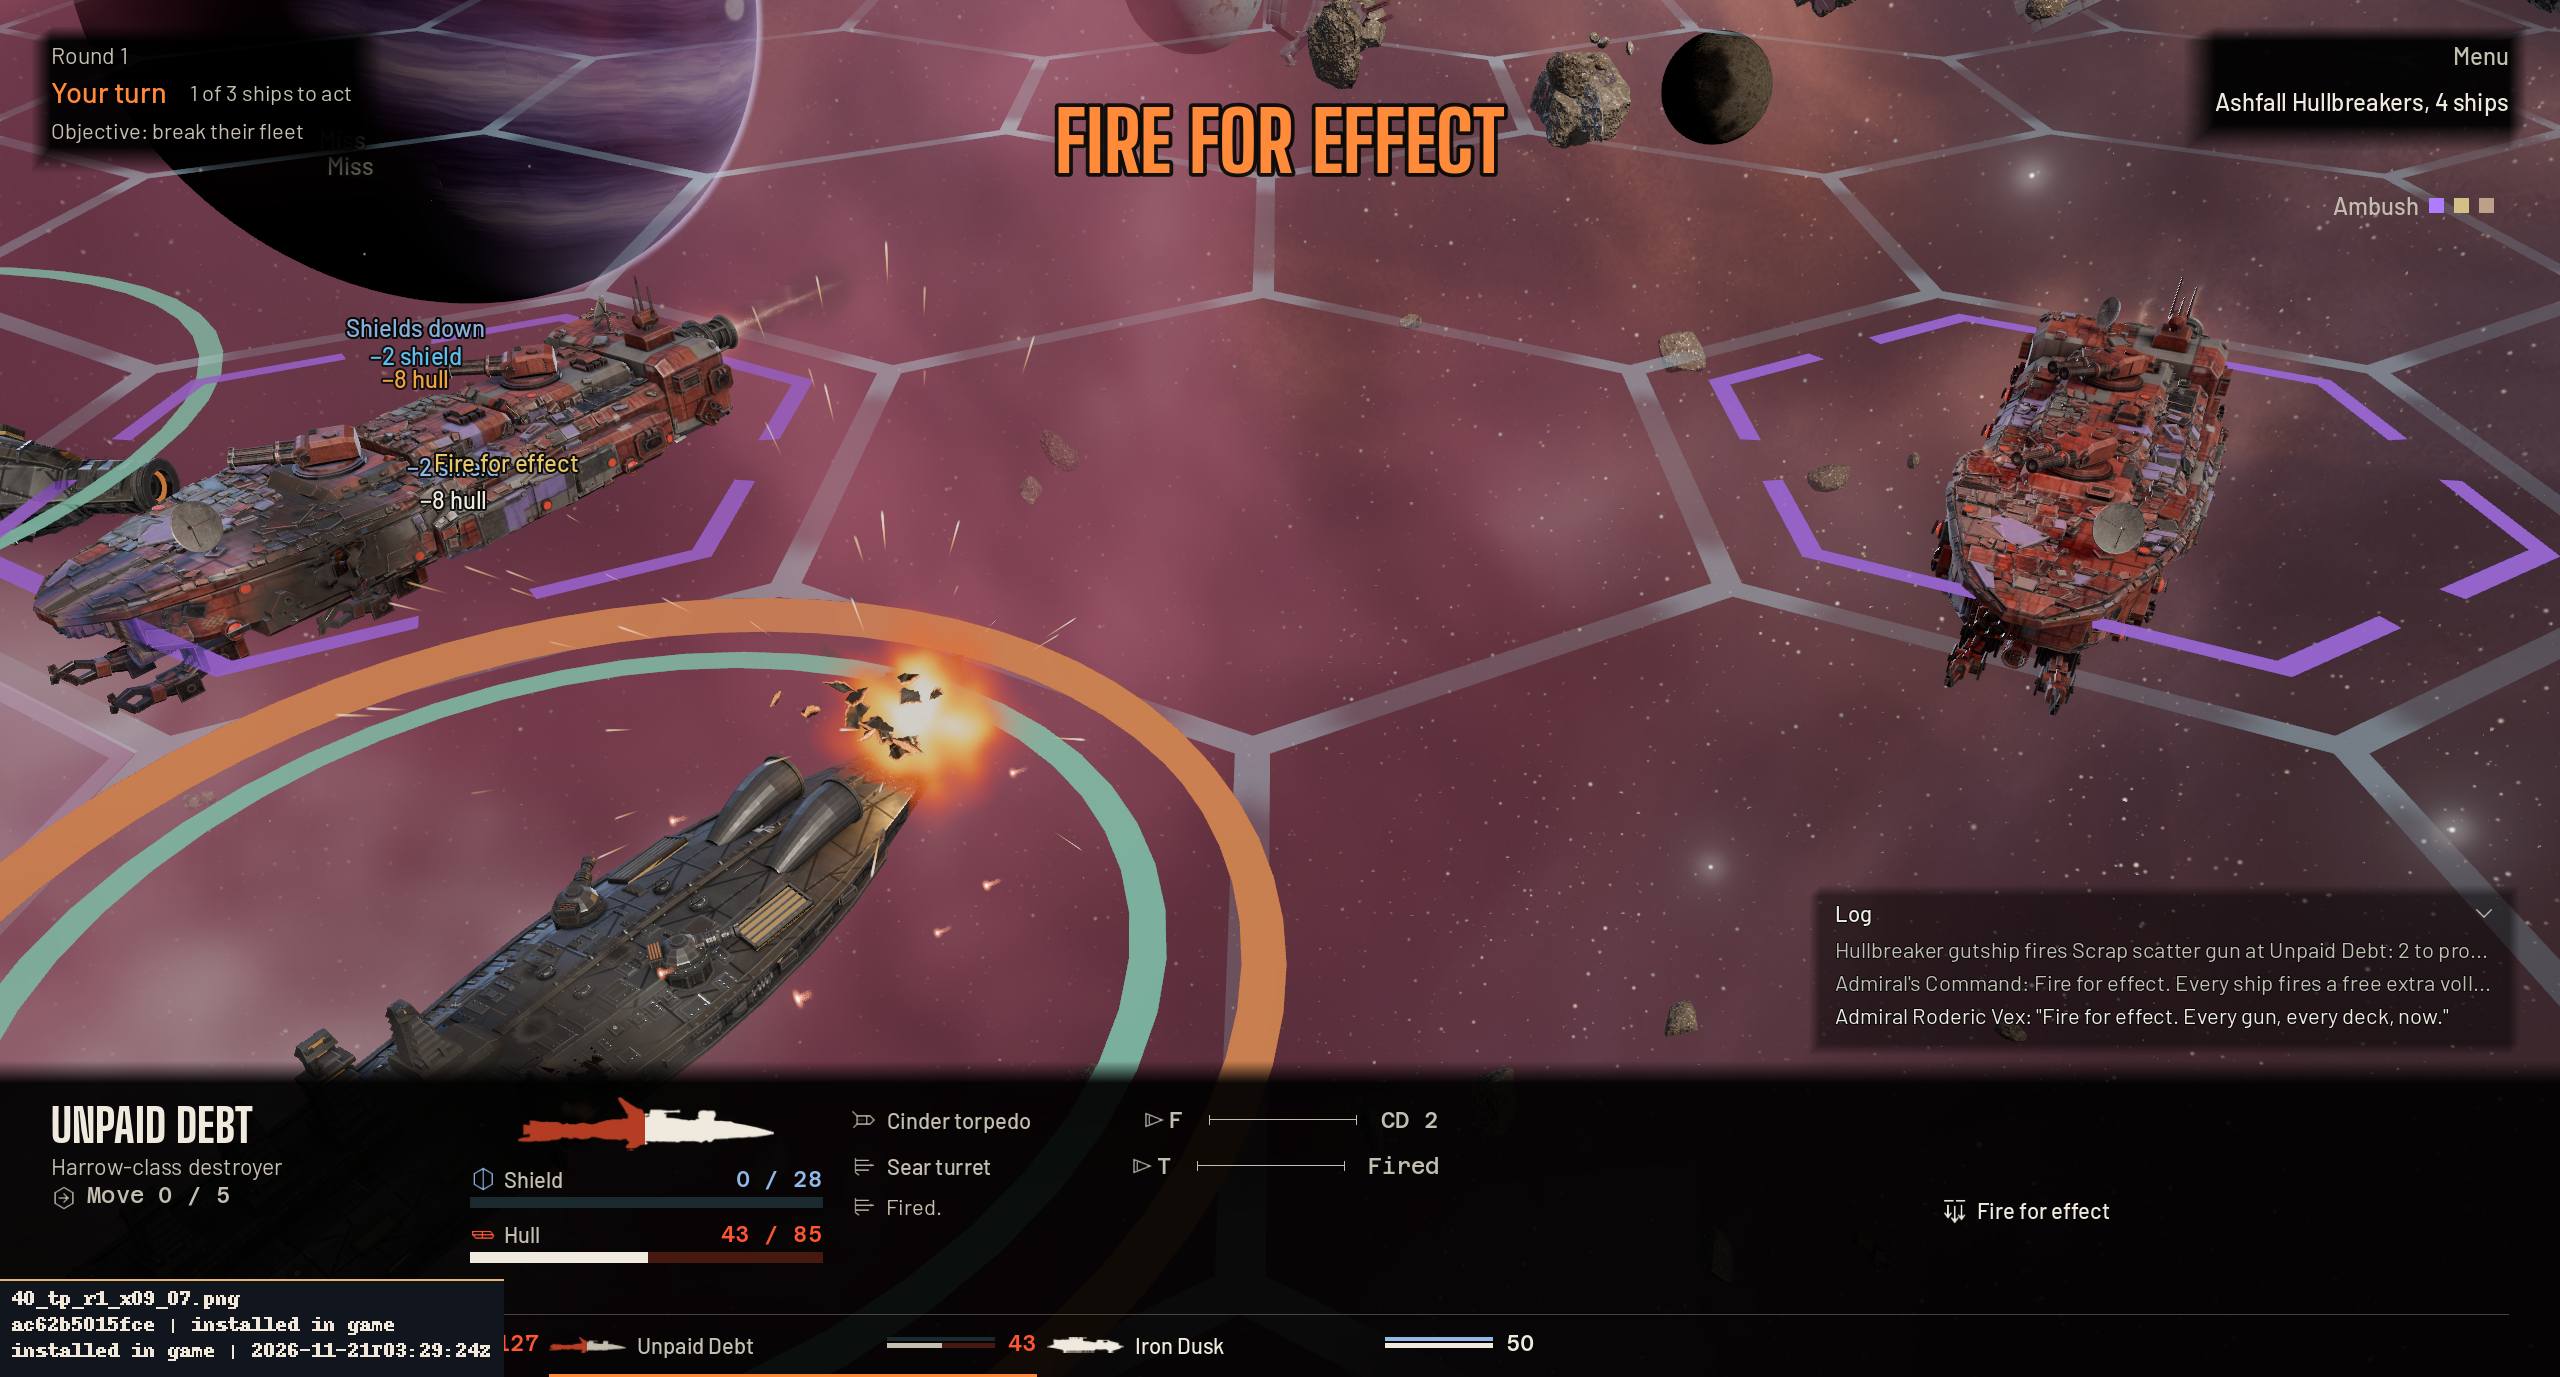 Round 1
Your turn 1 of 3 ships to act
Objective: break their fleet
Miss
Miss
FIRE FOR EFFECT
Menu
Ashfall Hullbreakers, 4 ships
Ambush
Shields down
−2 shield
−8 hull
Fire for effect
−8 hull
Log
Hullbreaker gutship fires Scrap scatter gun at Unpaid Debt: 2 to pro...
Admiral's Command: Fire for effect. Every ship fires a free extra voll...
Admiral Roderic Vex: "Fire for effect. Every gun, every deck, now."
UNPAID DEBT
Harrow-class destroyer
Move 0 / 5
Shield 0 / 28
Hull 43 / 85
Cinder torpedo F CD 2
Sear turret T Fired
Fired.
Fire for effect
40_tp_r1_x09_07.png
ac62b5015fce | installed in game
installed in game | 2026-11-21T03:29:24Z
127 Unpaid Debt 43 Iron Dusk 50